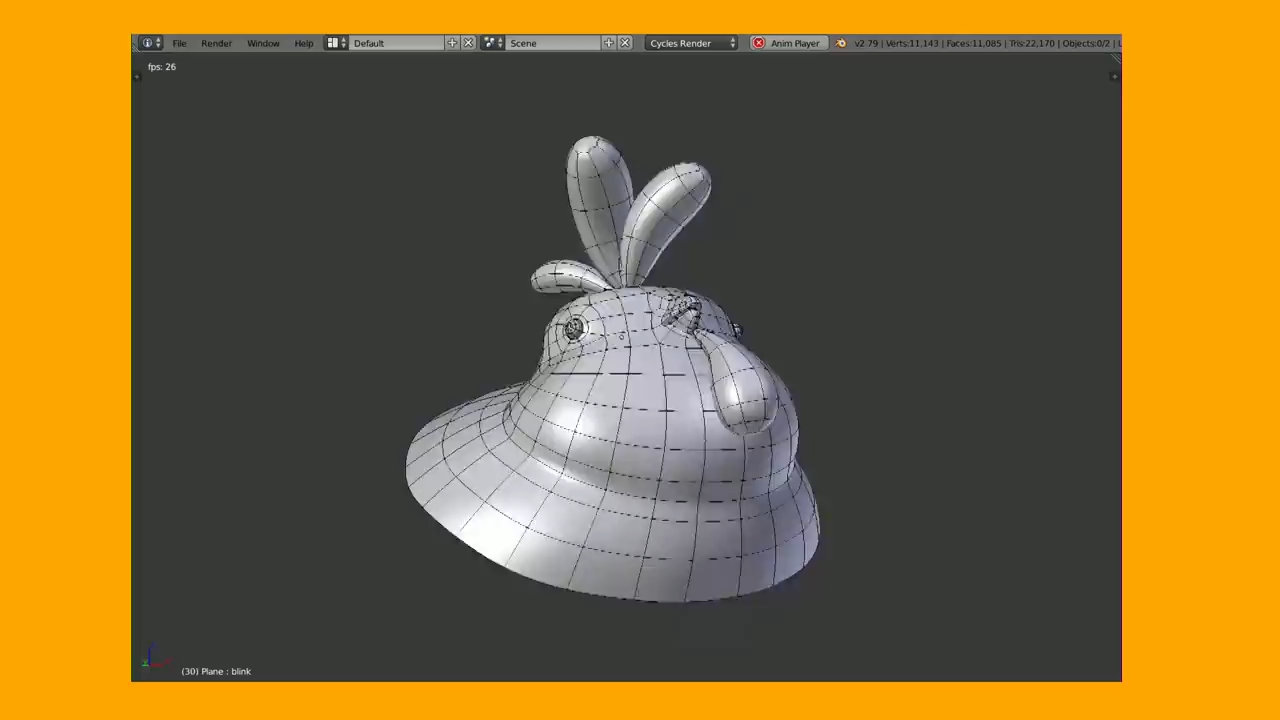 File Render Window Help Default Scene Cycles Render Anim Player v2.79 | Verts:11,143 | Faces:11,085 | Tris:22,170 | Objects:0/2 |
fps: 26
(30) Plane : blink